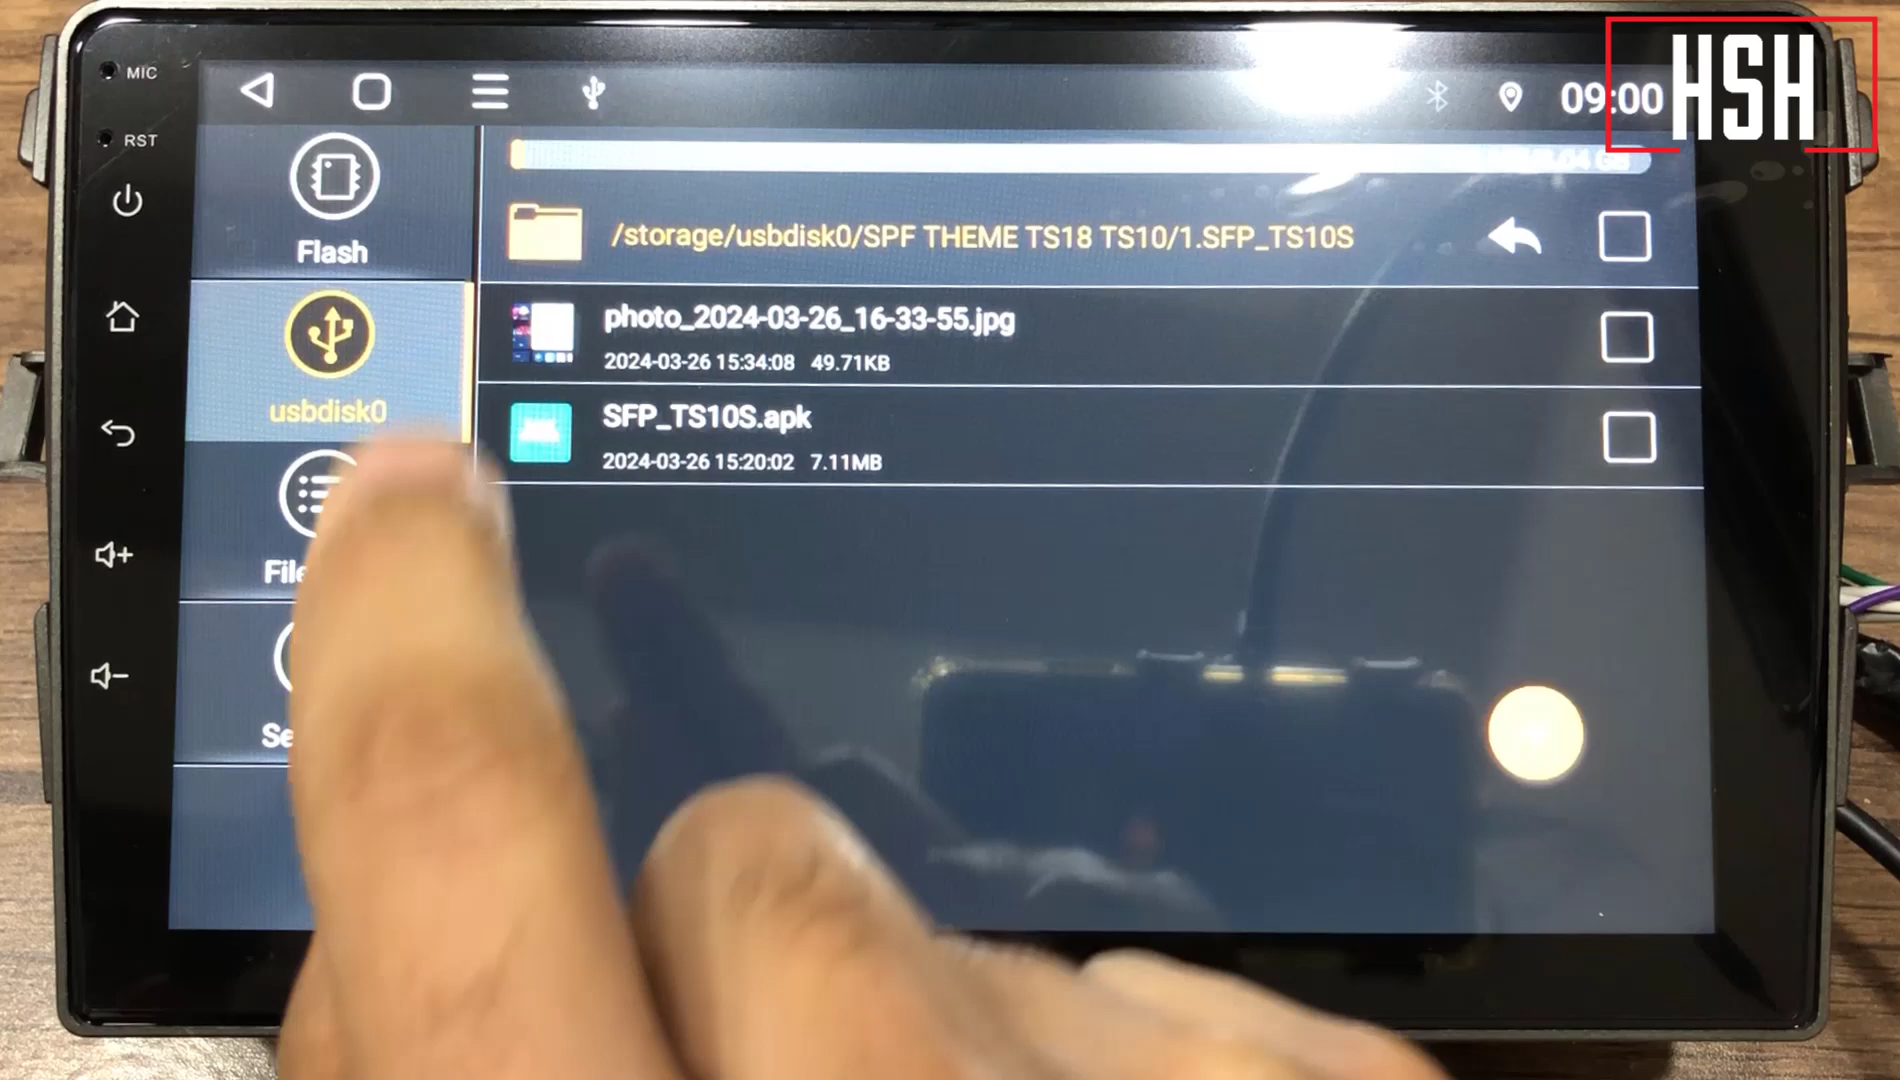 MIC
RST
09:00
HSH
Flash
/storage/usbdisk0/SPF THEME TS18 TS10/1.SFP_TS10S
usbdisk0
photo_2024-03-26_16-33-55.jpg
2024-03-26 15:34:08 49.71KB
SFP_TS10S.apk
2024-03-26 15:20:02 7.11MB